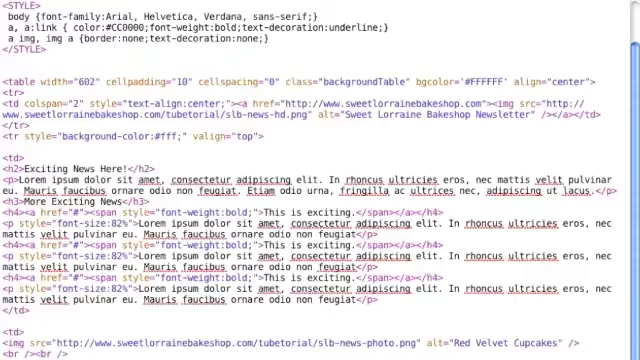 <STYLE>
body {font-family:Arial, Helvetica, Verdana, sans-serif;}
a, a:link { color:#CC0000;font-weight:bold;text-decoration:underline;}
a img, img a {border:none;text-decoration:none;}
</STYLE>
<table width="602" cellpadding="10" cellspacing="0" class="backgroundTable" bgcolor='#FFFFFF' align="center">
<tr>
<td colspan="2" style="text-align:center;"><a href="http://www.sweetlorrainebakeshop.com"><img src="http://
www.sweetlorrainebakeshop.com/tubetorial/slb-news-hd.png" alt="Sweet Lorraine Bakeshop Newsletter" /></a></td>
</tr>
<tr style="background-color:#fff;" valign="top">
<td>
<h2>Exciting News Here!</h2>
<p>Lorem ipsum dolor sit amet, consectetur adipiscing elit. In rhoncus ultricies eros, nec mattis velit pulvinar
eu. Mauris faucibus ornare odio non feugiat. Etiam odio urna, fringilla ac ultrices nec, adipiscing ut lacus.</p>
<h3>More Exciting News</h3>
<h4><a href="#"><span style="font-weight:bold;">This is exciting.</span></a></h4>
<p style="font-size:82%">Lorem ipsum dolor sit amet, consectetur adipiscing elit. In rhoncus ultricies eros, nec
mattis velit pulvinar eu. Mauris faucibus ornare odio non feugiat</p>
<h4><a href="#"><span style="font-weight:bold;">This is exciting.</span></a></h4>
<p style="font-size:82%">Lorem ipsum dolor sit amet, consectetur adipiscing elit. In rhoncus ultricies eros, nec
mattis velit pulvinar eu. Mauris faucibus ornare odio non feugiat</p>
<h4><a href="#"><span style="font-weight:bold;">This is exciting.</span></a></h4>
<p style="font-size:82%">Lorem ipsum dolor sit amet, consectetur adipiscing elit. In rhoncus ultricies eros, nec
mattis velit pulvinar eu. Mauris faucibus ornare odio non feugiat</p>
</td>
<td>
<img src="http://www.sweetlorrainebakeshop.com/tubetorial/slb-news-photo.png" alt="Red Velvet Cupcakes" />
<br /><br />